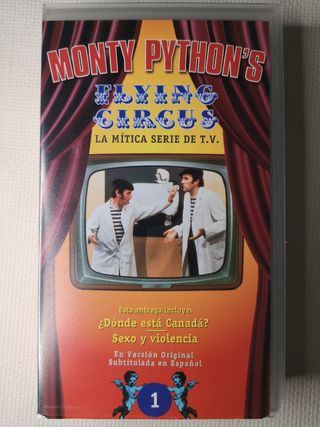 MONTY PYTHON'S
FLYING
CIRCUS
LA MÍTICA SERIE DE T.V.
Esta entrega incluye:
¿Dónde está Canadá?
Sexo y violencia
En Versión Original
Subtitulada en Español
1